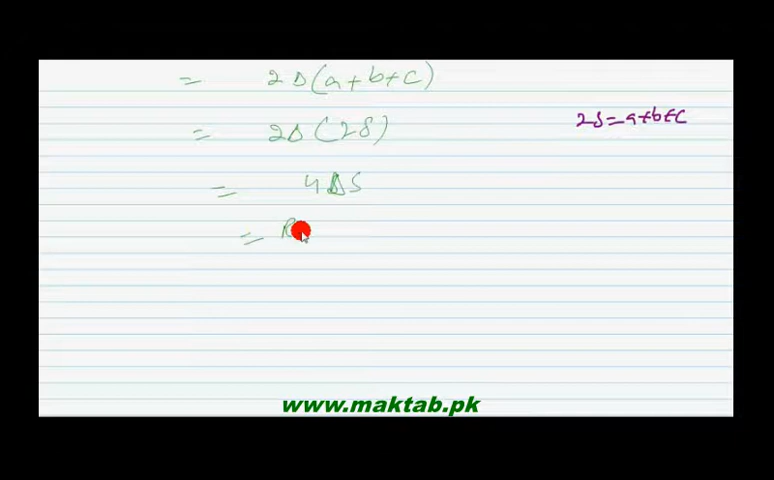 = 2Δ(a+b+c)
= 2Δ(2S)
2S=a+b+c
= 4ΔS
= R
www.maktab.pk